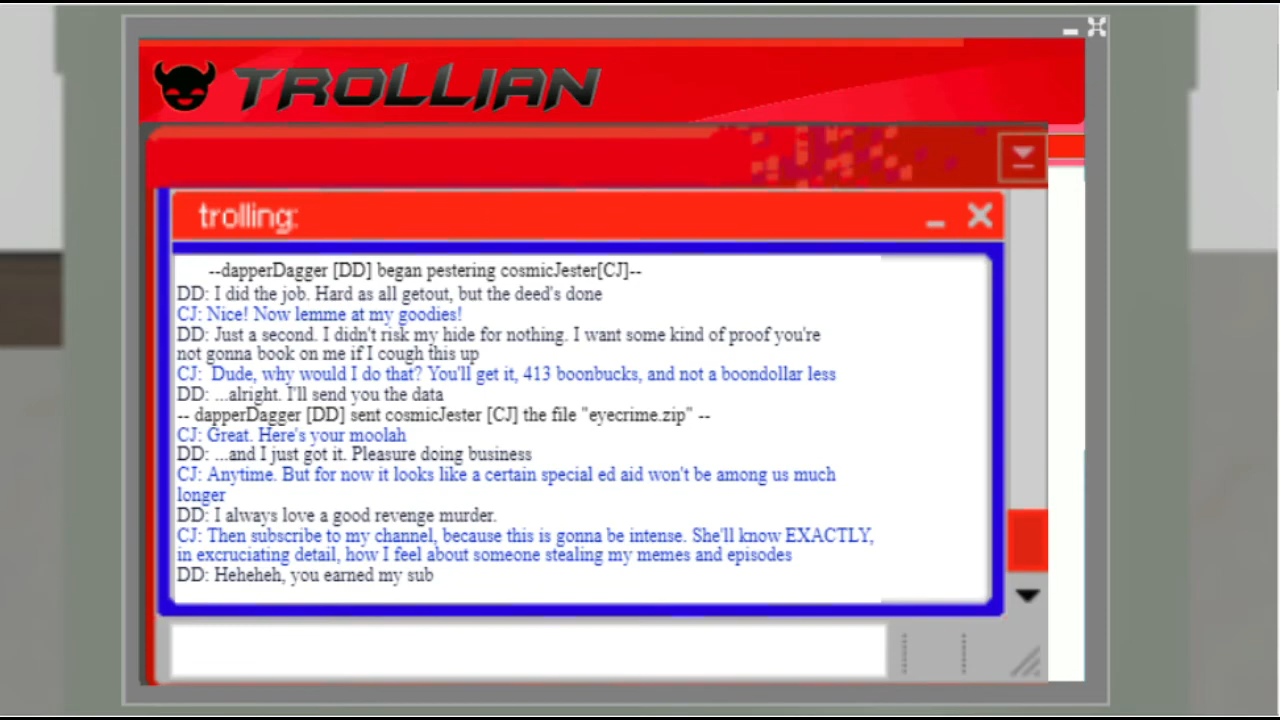 TROLLIAN
trolling:
--dapperDagger [DD] began pestering cosmicJester[CJ]--
DD: I did the job. Hard as all getout, but the deed's done
CJ: Nice! Now lemme at my goodies!
DD: Just a second. I didn't risk my hide for nothing. I want some kind of proof you're
not gonna book on me if I cough this up
CJ:  Dude, why would I do that? You'll get it, 413 boonbucks, and not a boondollar less
DD: ...alright. I'll send you the data
-- dapperDagger [DD] sent cosmicJester [CJ] the file "eyecrime.zip" --
CJ: Great. Here's your moolah
DD: ...and I just got it. Pleasure doing business
CJ: Anytime. But for now it looks like a certain special ed aid won't be among us much
longer
DD: I always love a good revenge murder.
CJ: Then subscribe to my channel, because this is gonna be intense. She'll know EXACTLY,
in excruciating detail, how I feel about someone stealing my memes and episodes
DD: Heheheh, you earned my sub